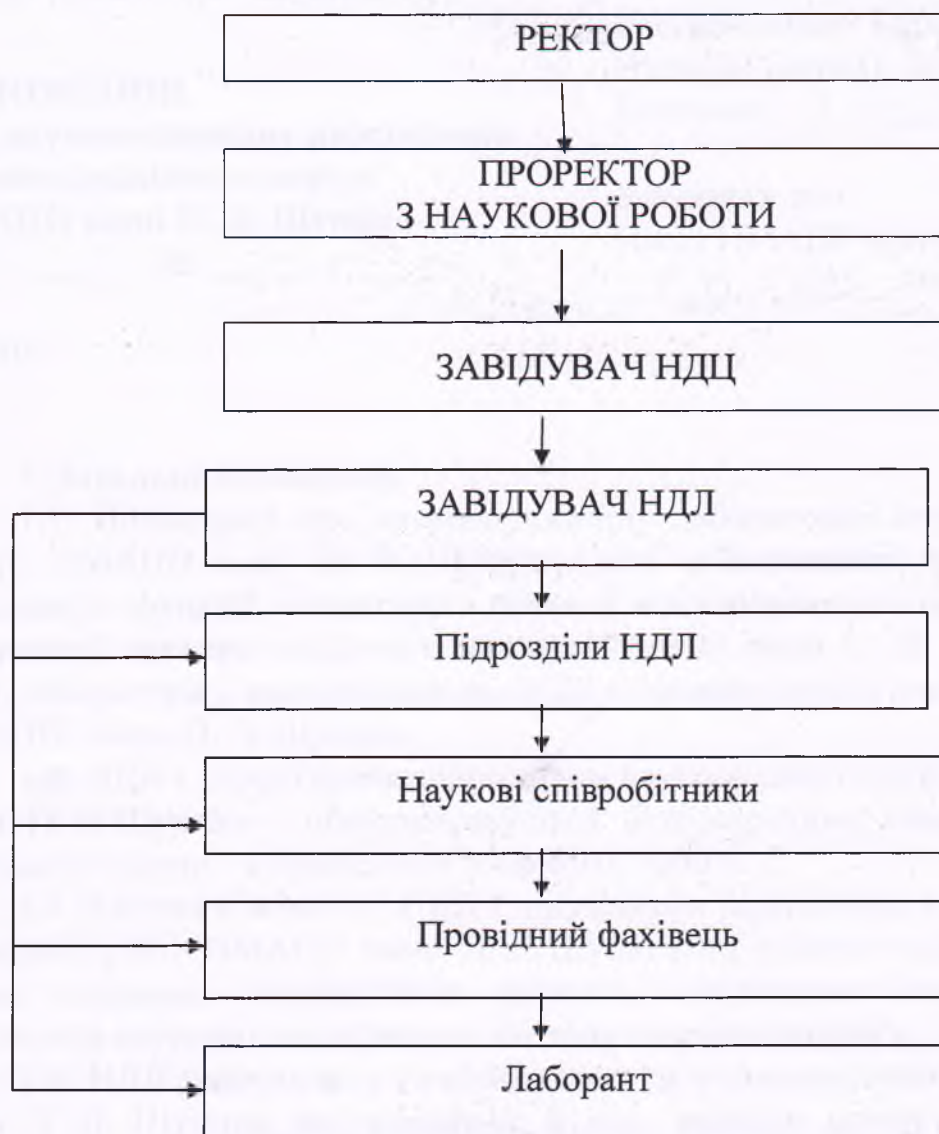 РЕКТОР
ПРОРЕКТОР
З НАУКОВОЇ РОБОТИ
ЗАВІДУВАЧ НДЦ
ЗАВІДУВАЧ НДЛ
Підрозділи НДЛ
Наукові співробітники
Провідний фахівець
Лаборант